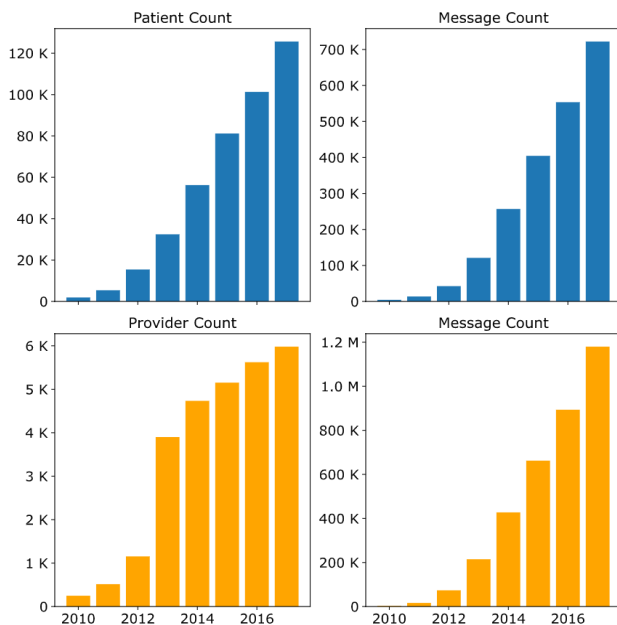 Patient Count
120 K
100 K
80 K
60 K
40 K
20 K
0
Message Count
700 K
600 K
500 K
400 K
300 K
200 K
100 K
0
Provider Count
6 K
5 K
4 K
3 K
2 K
1 K
0
2010 2012 2014 2016
Message Count
1.2 M
1.0 M
800 K
600 K
400 K
200 K
0
2010 2012 2014 2016